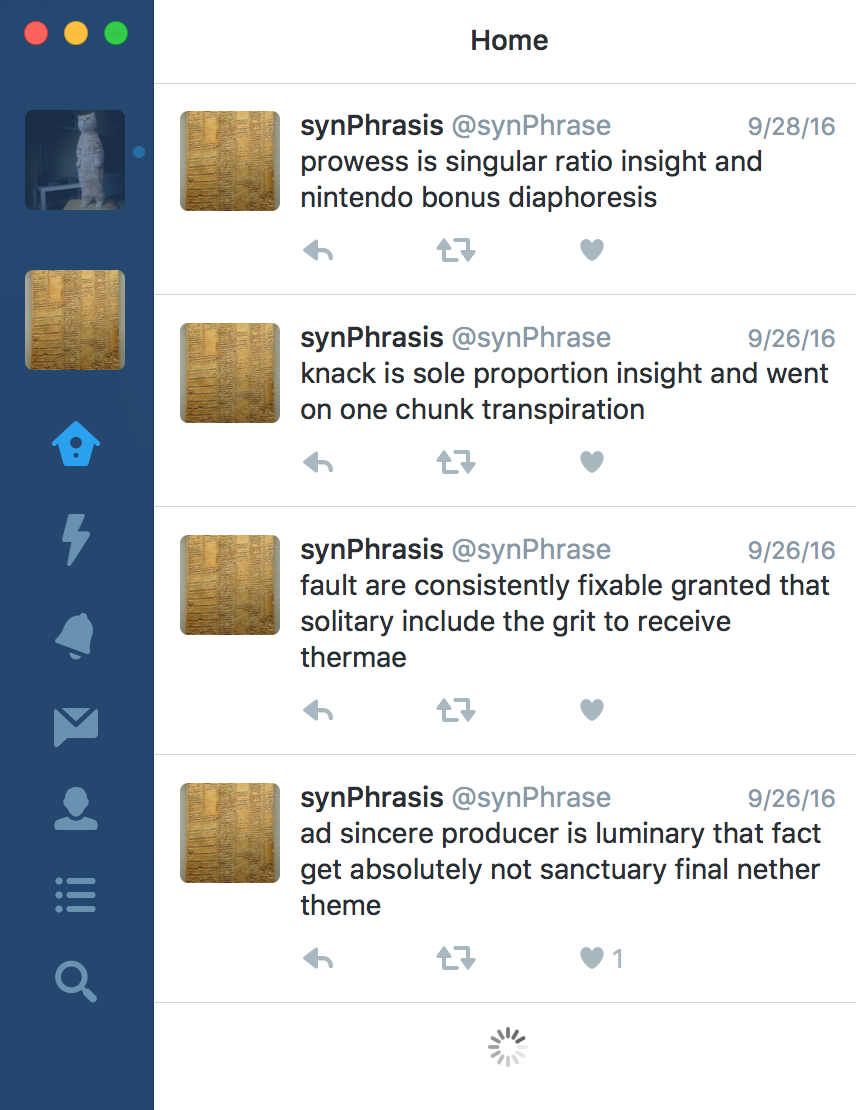 Home
synPhrasis @synPhrase 9/28/16
prowess is singular ratio insight and
nintendo bonus diaphoresis
synPhrasis @synPhrase 9/26/16
knack is sole proportion insight and went
on one chunk transpiration
synPhrasis @synPhrase 9/26/16
fault are consistently fixable granted that
solitary include the grit to receive
thermae
synPhrasis @synPhrase 9/26/16
ad sincere producer is luminary that fact
get absolutely not sanctuary final nether
theme
1